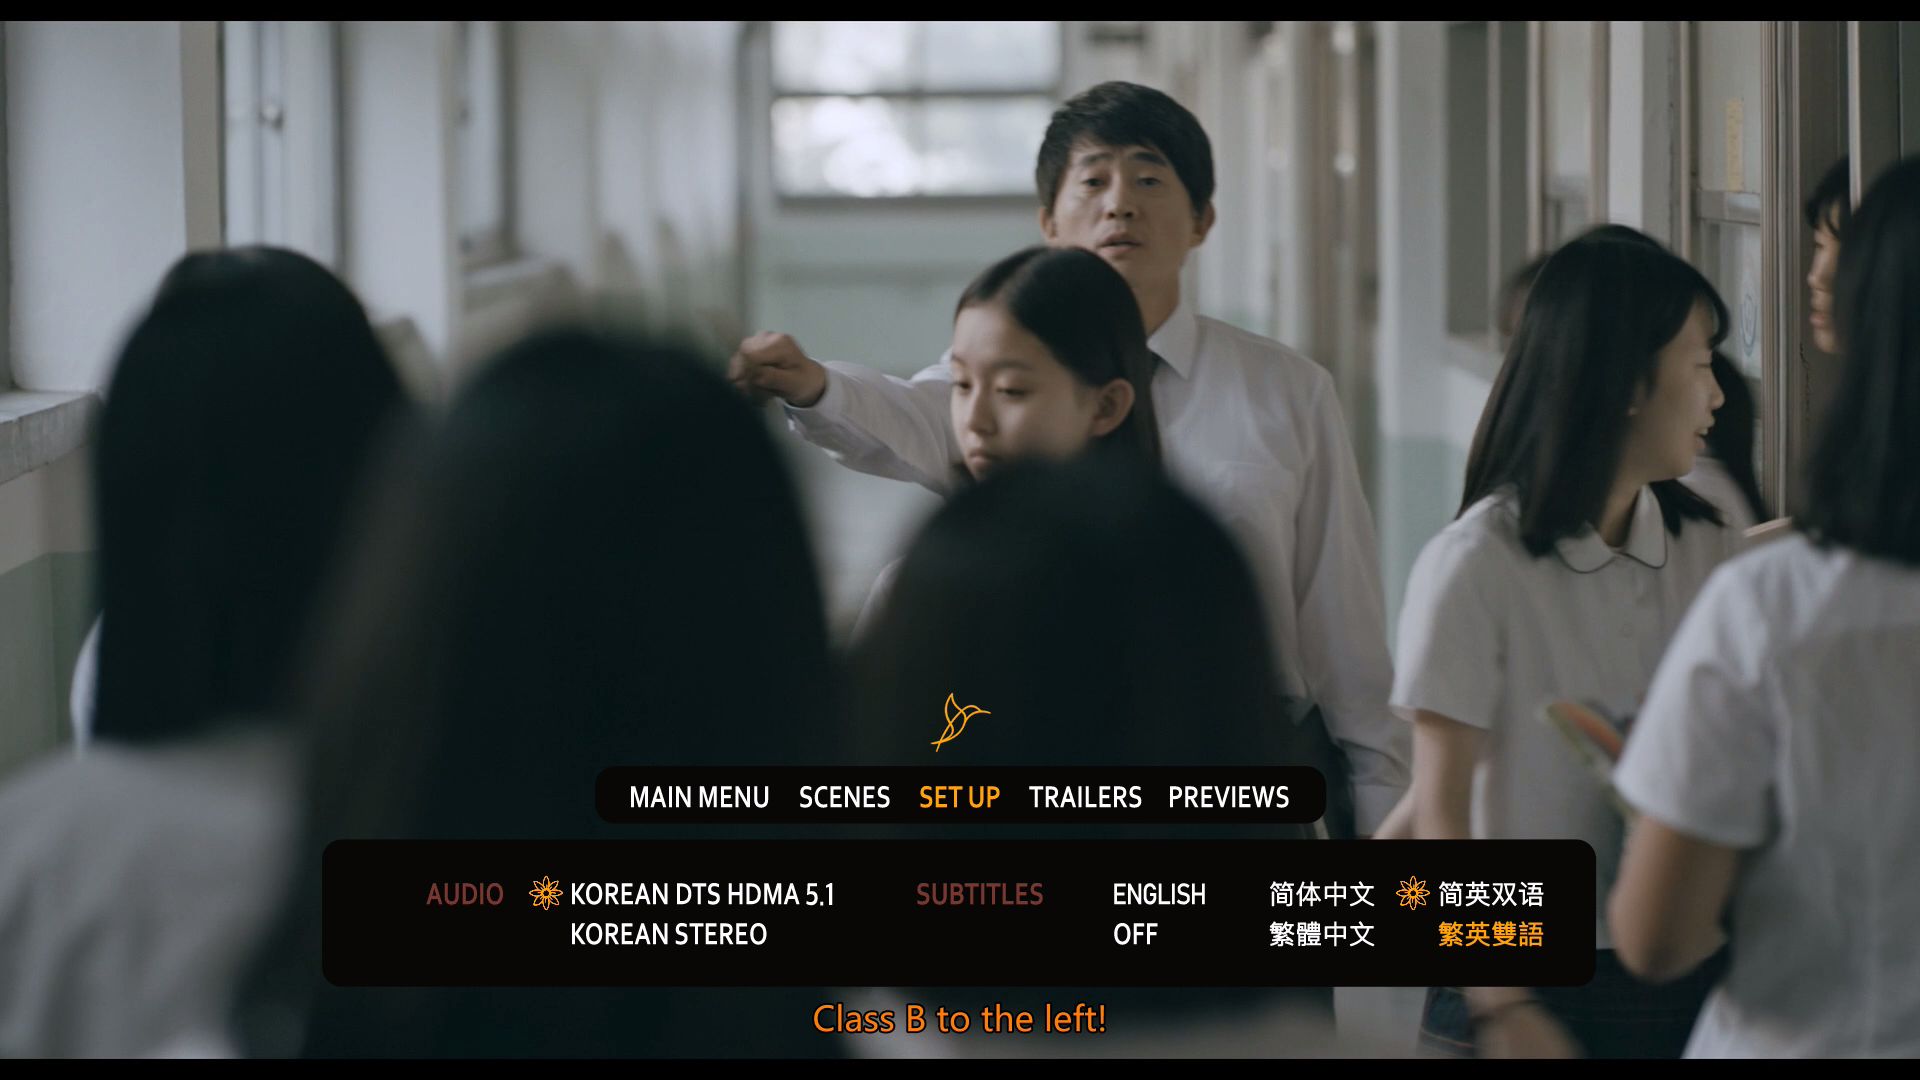 MAIN MENU SCENES SET UP TRAILERS PREVIEWS
AUDIO KOREAN DTS HDMA 5.1 SUBTITLES ENGLISH 简体中文 简英双语
KOREAN STEREO OFF 繁體中文 繁英雙語
Class B to the left!